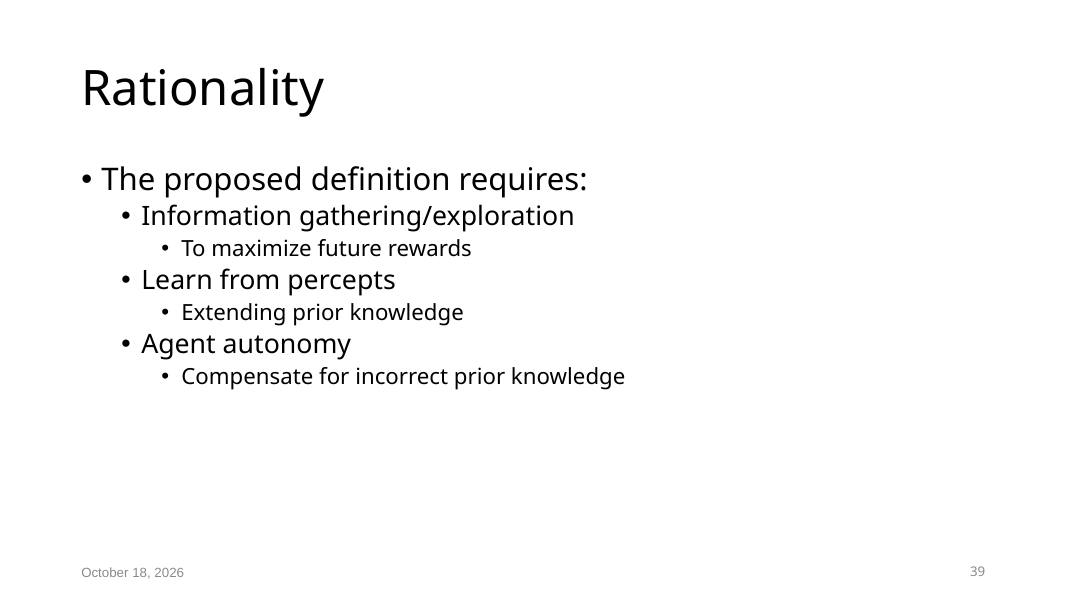 Rationality
• The proposed definition requires:
• Information gathering/exploration
• To maximize future rewards
• Learn from percepts
• Extending prior knowledge
• Agent autonomy
• Compensate for incorrect prior knowledge
October 18, 2026
39